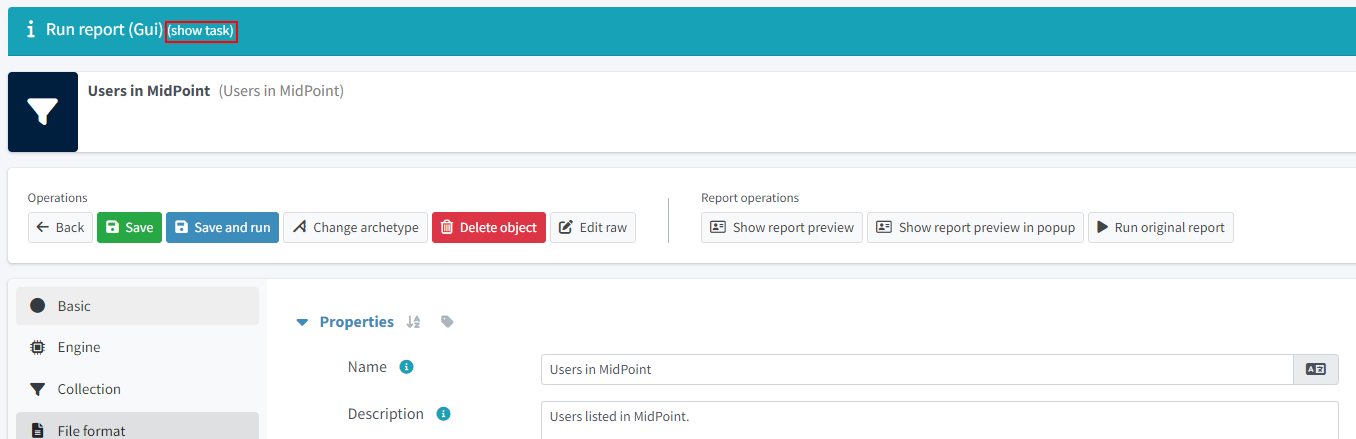 Run report (Gui) (show task)
Users in MidPoint (Users in MidPoint)
Operations
Report operations
Back Save Save and run Change archetype Delete object Edit raw Show report preview Show report preview in popup Run original report
Basic
Properties
Engine
Name Users in MidPoint
Collection
Description Users listed in MidPoint.
File format